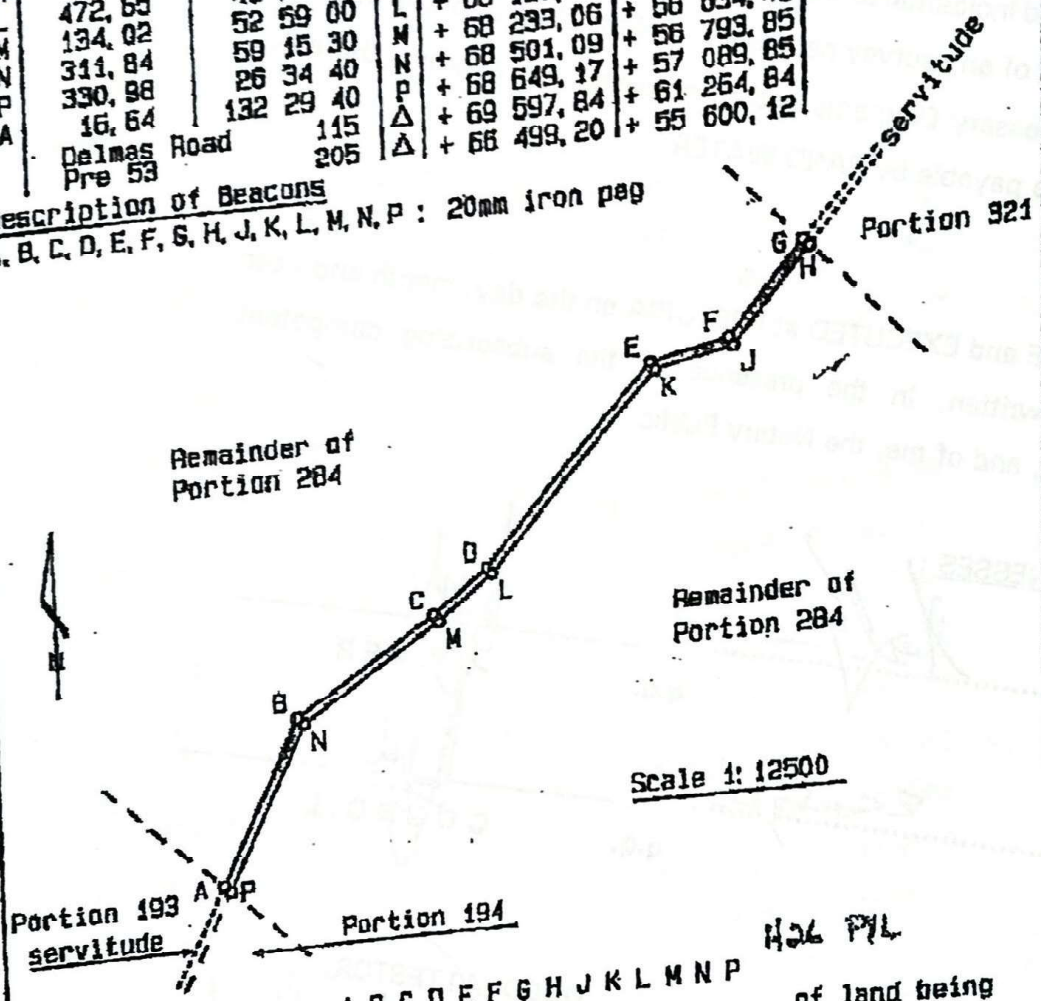 472,65
M 134,02 52 59 00 L + 68
N 311,84 59 15 30 M + 68 233,06 + 56
P 330,98 26 34 40 N + 68 501,09 + 56 793,85
A 16,64 132 29 40 P + 68 649,17 + 57 089,85
Delmas Road 115 Δ + 69 597,84 + 61 264,84
Pre 53 205 Δ + 66 499,20 + 55 600,12
escription of Beacons
B, C, D, E, F, G, H, J, K, L, M, N, P : 20mm iron peg
servitude
Portion 321
G
H
F
J
E
K
Remainder of
Portion 284
D
L
C
M
Remainder of
Portion 284
N
B
N
Scale 1: 12500
A P
Portion 193
servitude
Portion 194
H26 P/L
A B C D E F G H J K L M N P
of land being